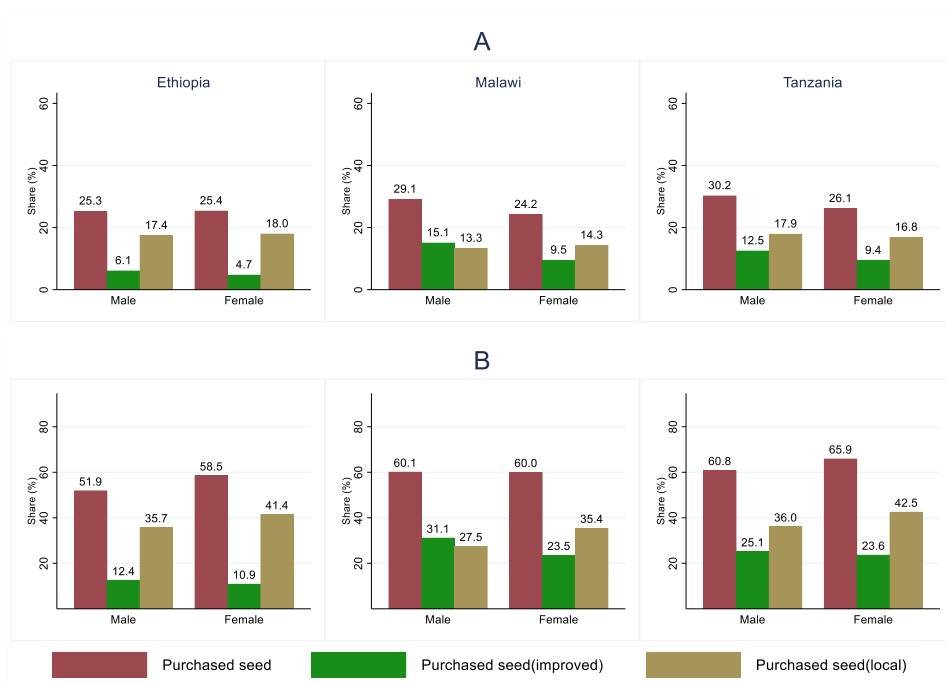 A
Ethiopia
Malawi
Tanzania
Share (%)
0
20
40
60
25.3
6.1
17.4
25.4
4.7
18.0
Male
Female
Share (%)
0
20
40
60
29.1
15.1
13.3
24.2
9.5
14.3
Male
Female
Share (%)
0
20
40
60
30.2
12.5
17.9
26.1
9.4
16.8
Male
Female
B
Share (%)
20
40
60
80
51.9
12.4
35.7
58.5
10.9
41.4
Male
Female
Share (%)
20
40
60
80
60.1
31.1
27.5
60.0
23.5
35.4
Male
Female
Share (%)
20
40
60
80
60.8
25.1
36.0
65.9
23.6
42.5
Male
Female
Purchased seed
Purchased seed(improved)
Purchased seed(local)